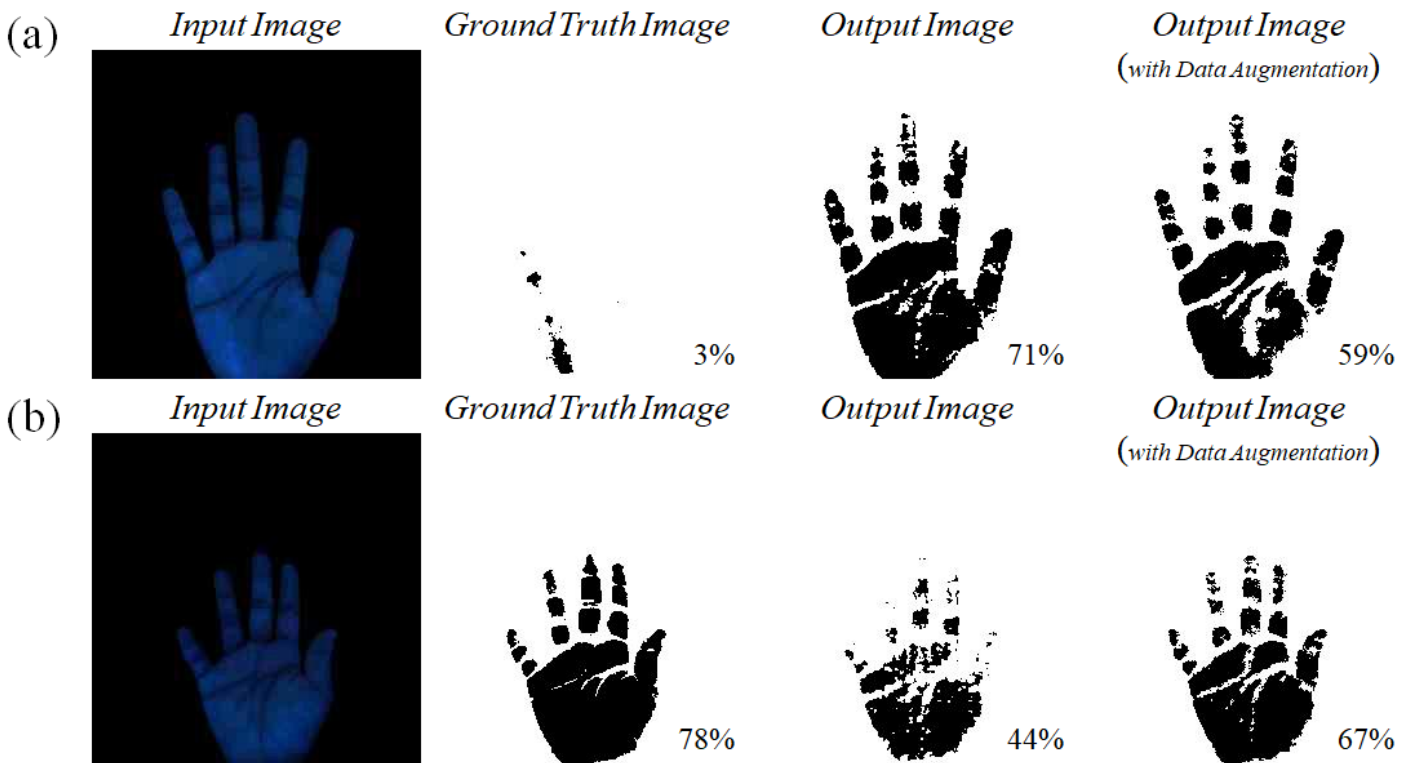 (a)
Input Image
Ground Truth Image
Output Image
Output Image
(with Data Augmentation)
3%
71%
59%
(b)
Input Image
Ground Truth Image
Output Image
Output Image
(with Data Augmentation)
78%
44%
67%